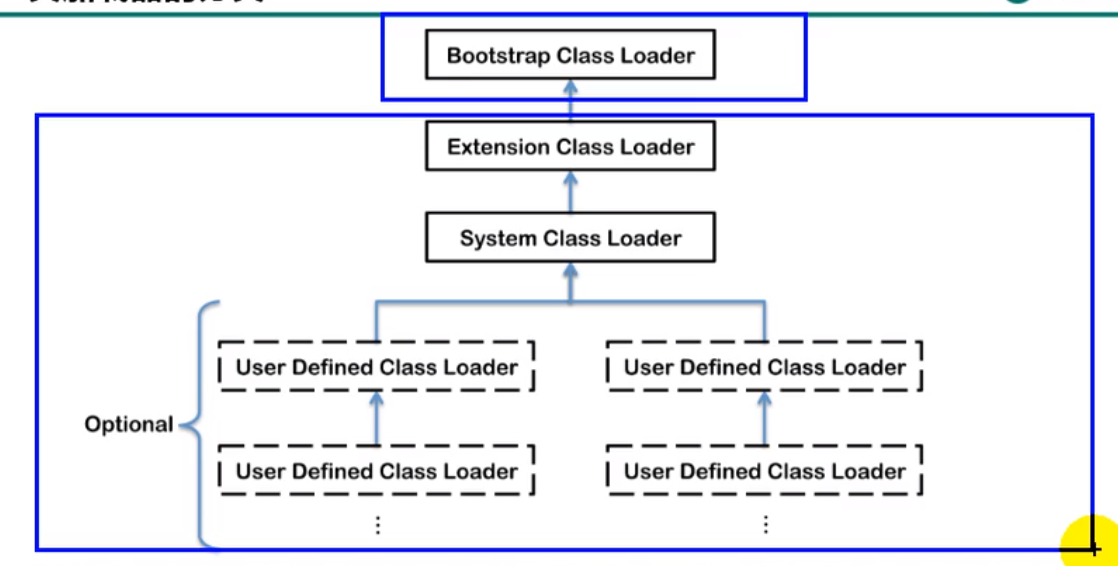 Bootstrap Class Loader
Extension Class Loader
System Class Loader
User Defined Class Loader
User Defined Class Loader
Optional
User Defined Class Loader
User Defined Class Loader